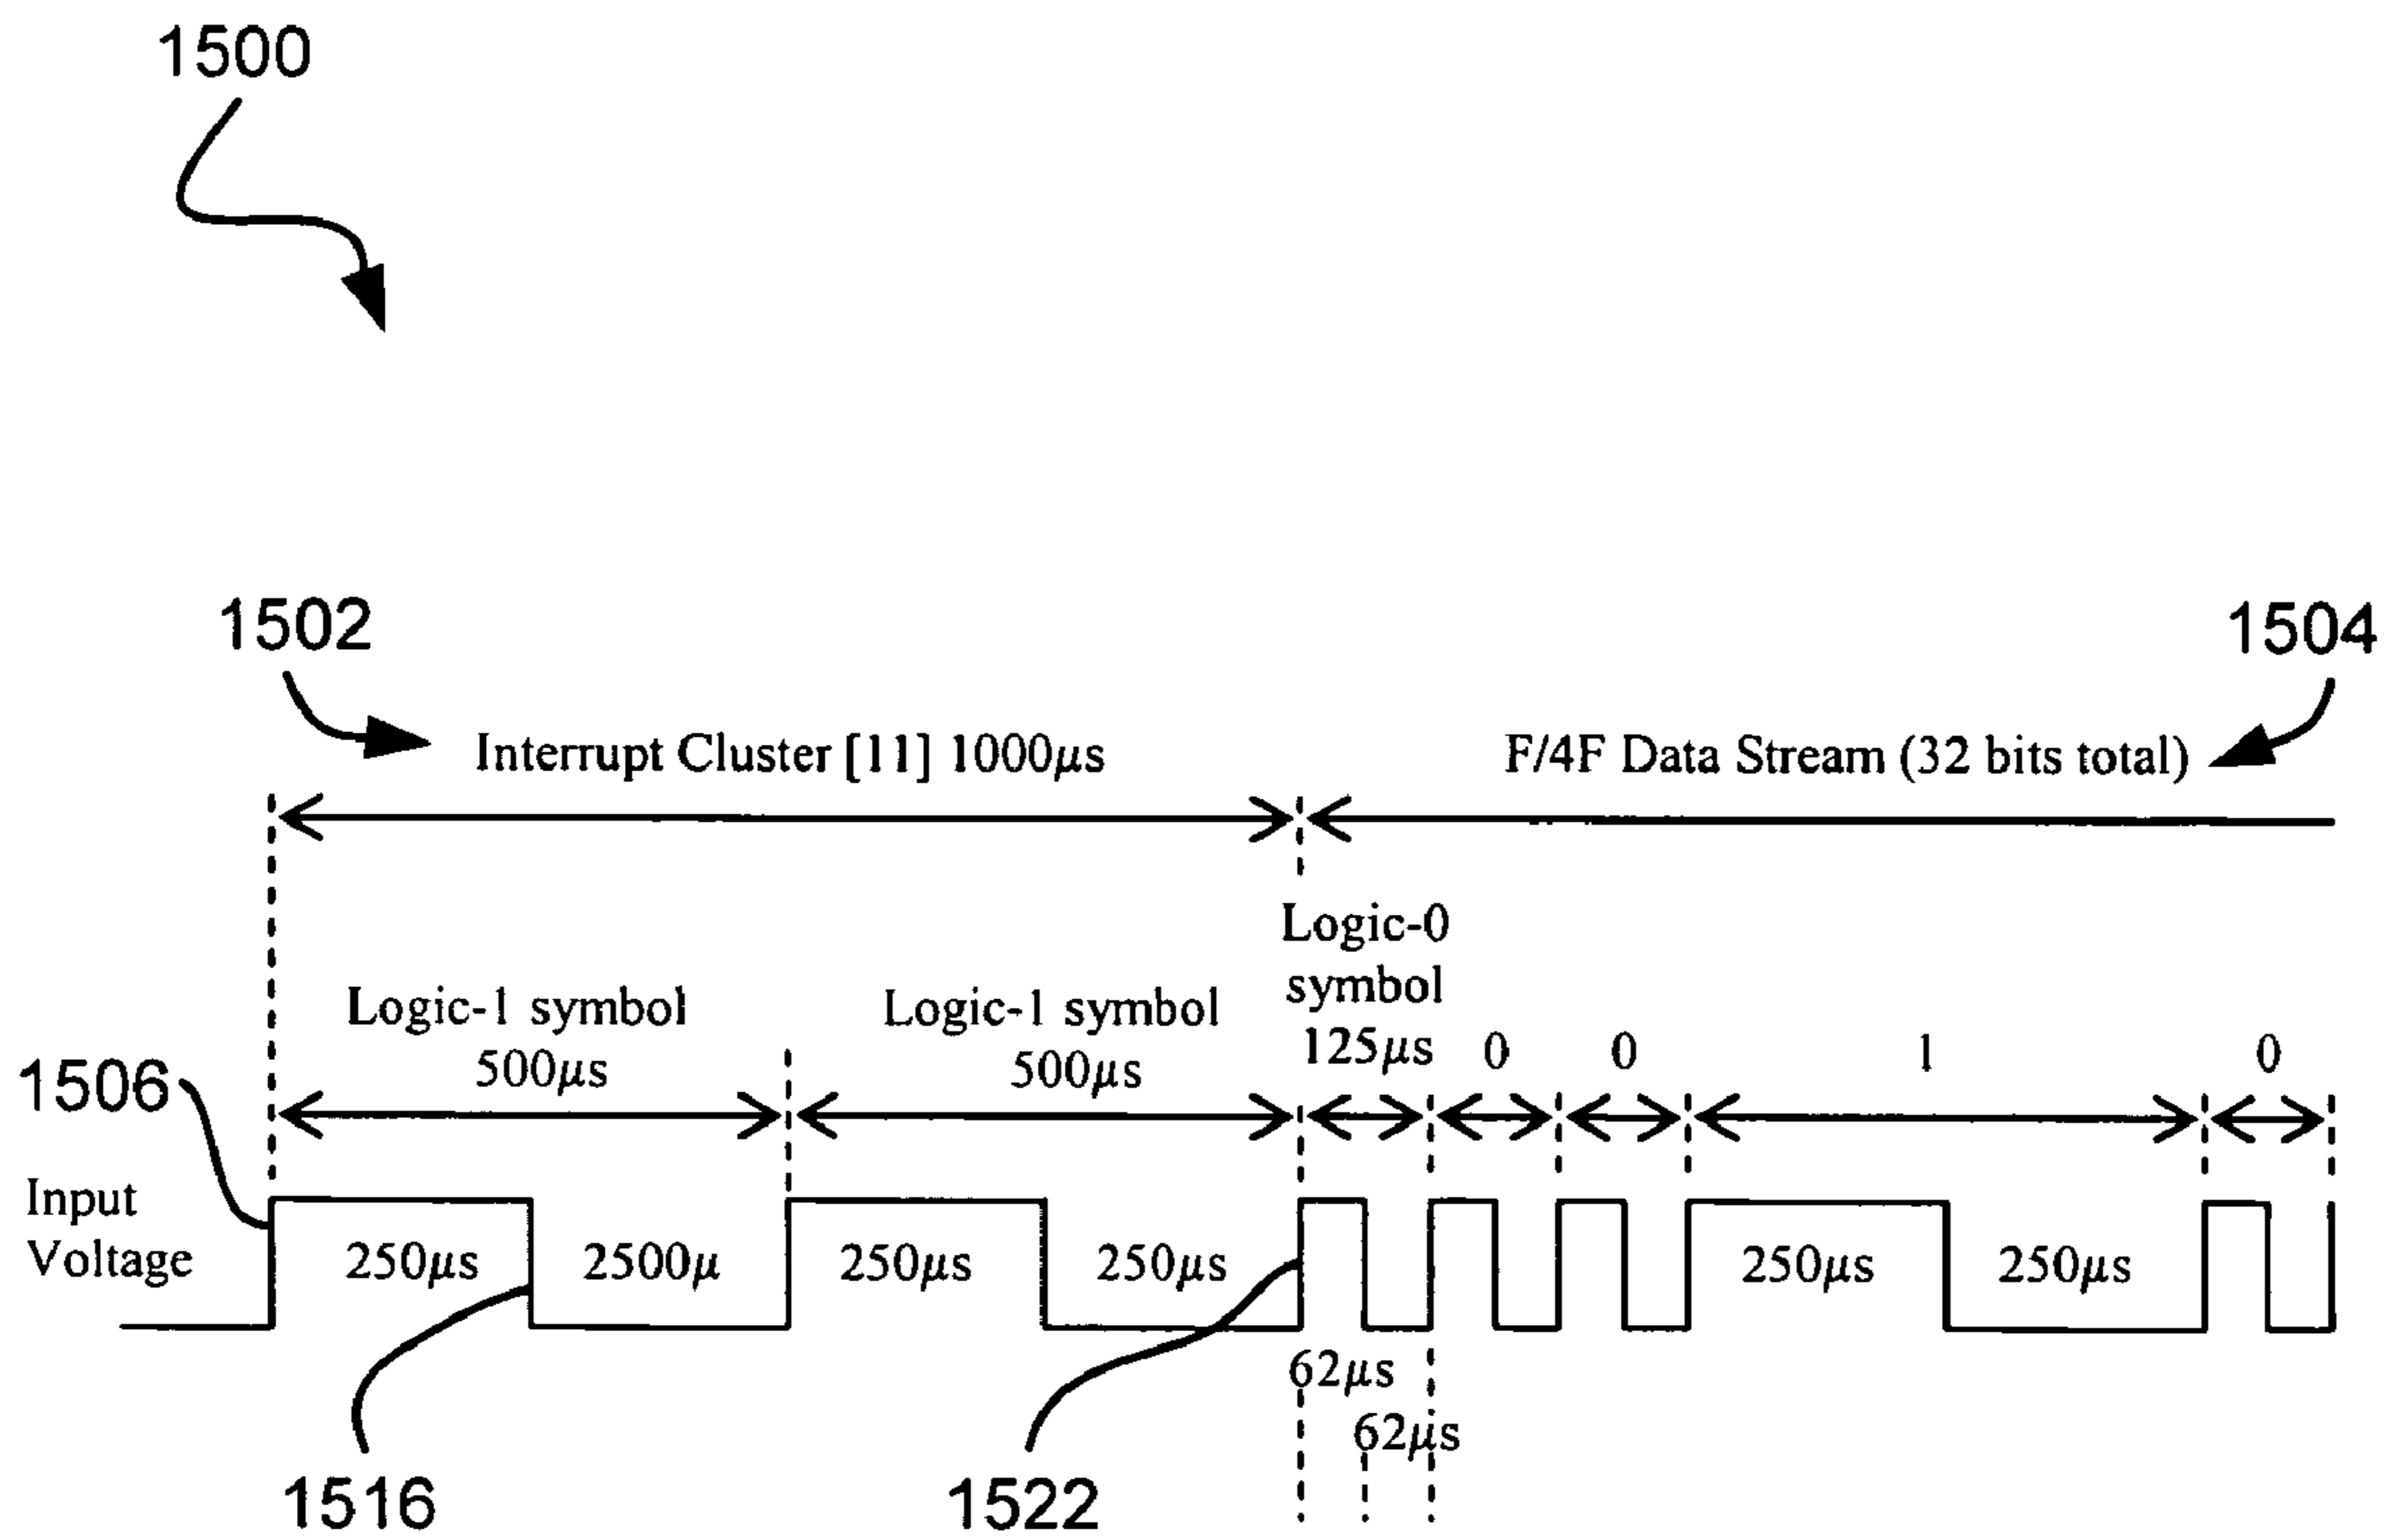 1500
1502
1504
Interrupt Cluster [11] 1000μs
F/4F Data Stream (32 bits total)
Logic-0
symbol
125μs
Logic-1 symbol
500μs
Logic-1 symbol
500μs
0
0
1
0
1506
Input
Voltage
250μs
2500μ
250μs
250μs
250μs
250μs
62μs
62μs
1516
1522